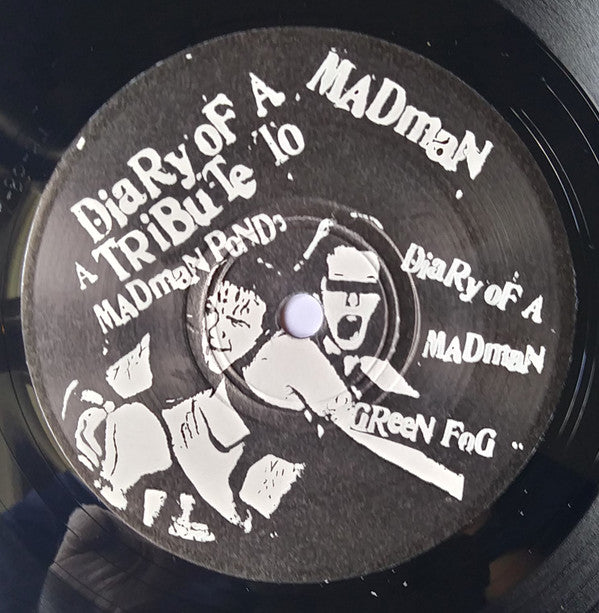 DiaRy oF A
MADmaN
A TRiBuTe To
MADmaN PoND
DiaRy oF A
MADmaN
GReeN FoG